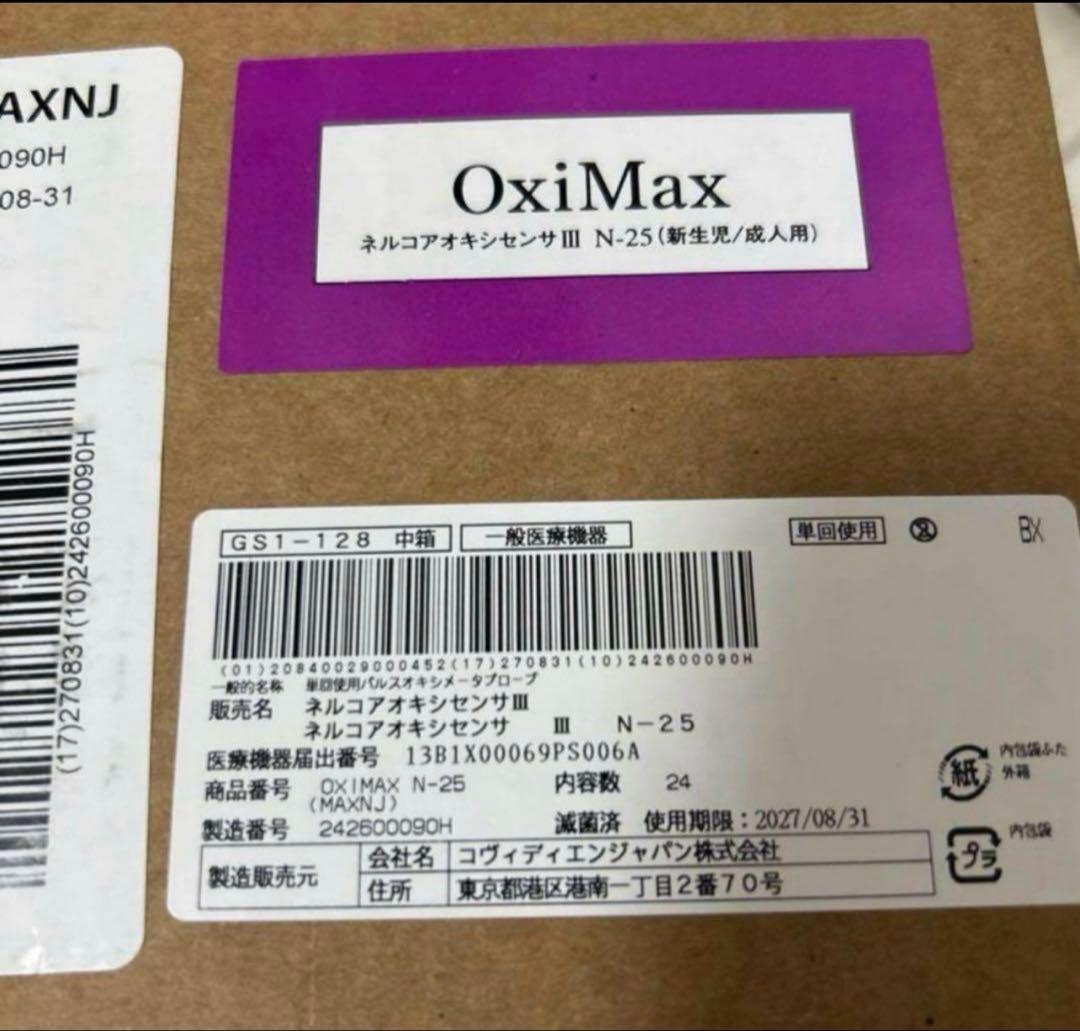 AXNJ
090H
08-31
(17)270831(10)242600090H
OxiMax
ネルコアオキシセンサⅢ N-25(新生児/成人用)
GS1-128 中箱
一般医療機器
単回使用
BX
(01)20840029000452(17)270831(10)242600090H
一般的名称 単回使用パルスオキシメータプローブ
販売名 ネルコアオキシセンサⅢ
ネルコアオキシセンサ Ⅲ N-25
医療機器届出番号 13B1X00069PS006A
商品番号 OXIMAX N-25 内容数 24
(MAXNJ)
製造番号 242600090H 滅菌済 使用期限:2027/08/31
製造販売元 会社名 コヴィディエンジャパン株式会社
住所 東京都港区港南一丁目2番70号
紙 内包袋ふた
外箱
プラ 内包袋